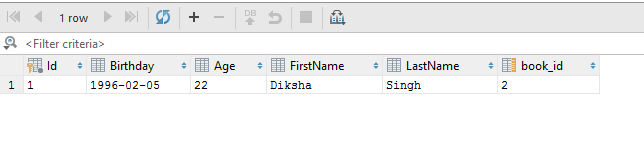 1 row DB
<Filter criteria>
Id Birthday Age FirstName LastName book_id
1 1 1996-02-05 22 Diksha Singh 2